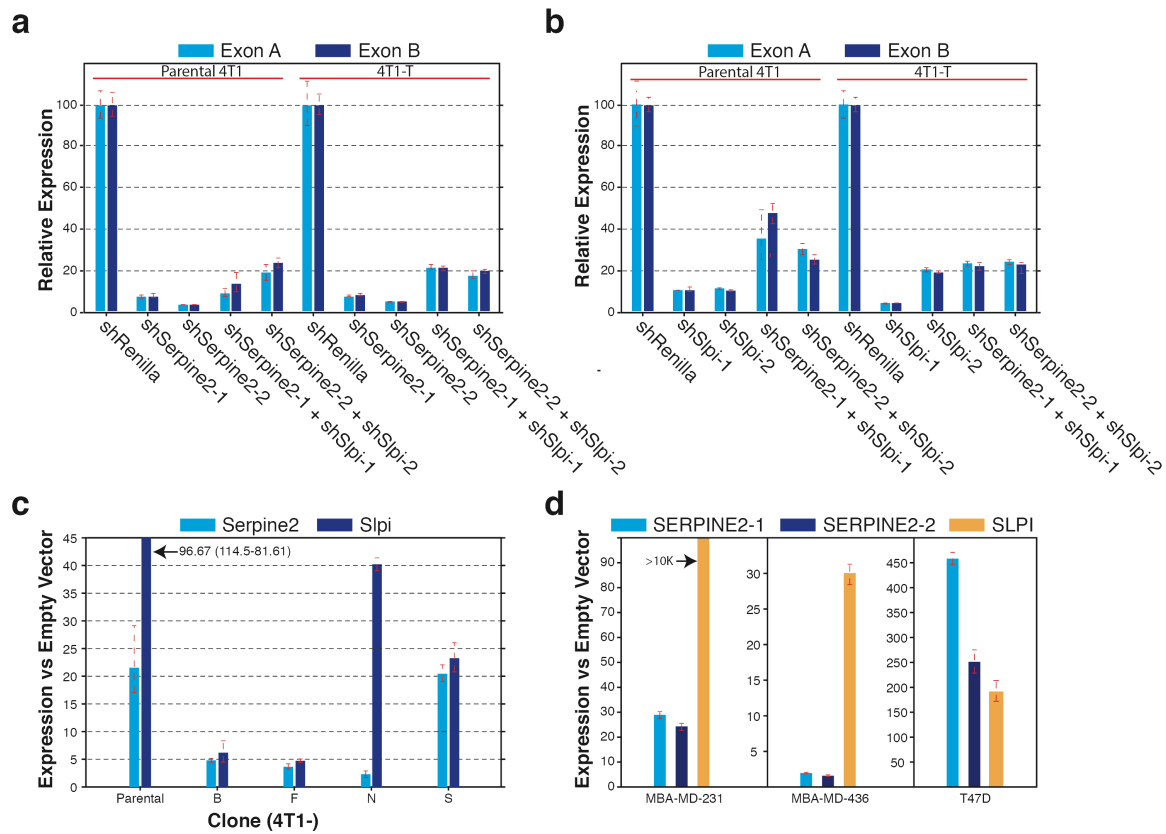 a
Exon A Exon B
Parental 4T1 4T1-T
Relative Expression
100
80
60
40
20
0
shRenilla
shSerpine2-1
shSerpine2-2
shSerpine2-1 + shSlpi-1
shSerpine2-2 + shSlpi-2
shRenilla
shSerpine2-1
shSerpine2-2
shSerpine2-1 + shSlpi-1
shSerpine2-2 + shSlpi-2
b
Exon A Exon B
Parental 4T1 4T1-T
Relative Expression
100
80
60
40
20
0
shRenilla
shSlpi-1
shSlpi-2
shSerpine2-1 + shSlpi-1
shSerpine2-2 + shSlpi-2
shRenilla
shSlpi-1
shSlpi-2
shSerpine2-1 + shSlpi-1
shSerpine2-2 + shSlpi-2
c
Serpine2 Slpi
Expression vs Empty Vector
45
40
35
30
25
20
15
10
5
0
96.67 (114.5-81.61)
Parental B F N S
Clone (4T1-)
d
SERPINE2-1 SERPINE2-2 SLPI
Expression vs Empty Vector
90
80
70
60
50
40
30
20
10
0
>10K
30
25
20
15
10
5
450
400
350
300
250
200
150
100
50
MBA-MD-231 MBA-MD-436 T47D